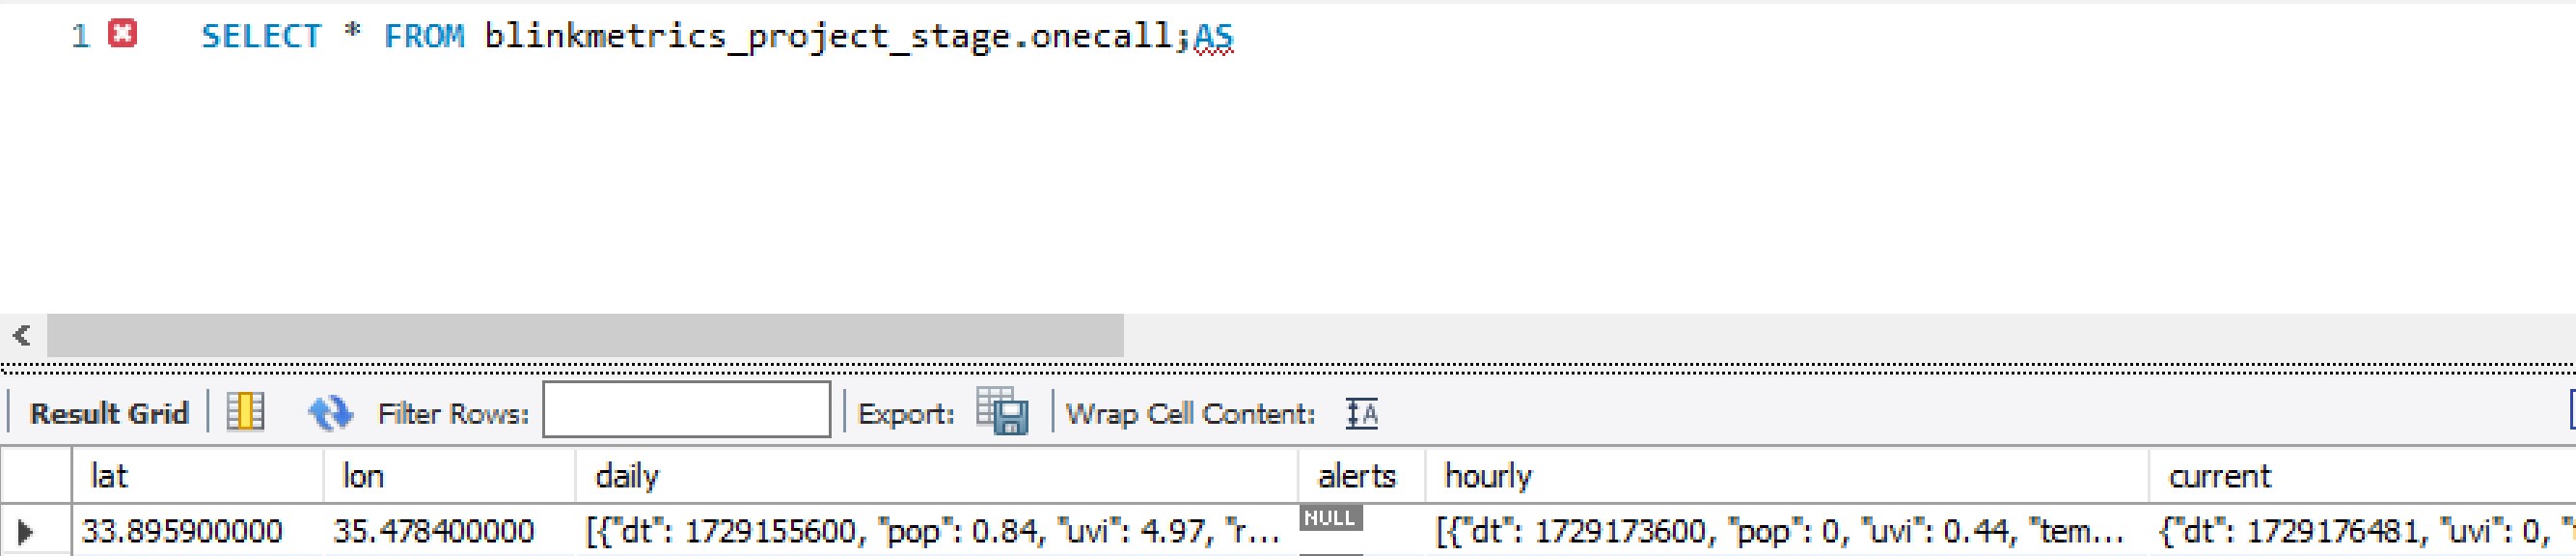 1 SELECT * FROM blinkmetrics_project_stage.onecall;AS
Result Grid Filter Rows: Export: Wrap Cell Content:
lat lon daily alerts hourly current
33.895900000 35.478400000 [{"dt": 1729155600, "pop": 0.84, "uvi": 4.97, "r... NULL [{"dt": 1729173600, "pop": 0, "uvi": 0.44, "tem... {"dt": 1729176481, "uvi": 0,